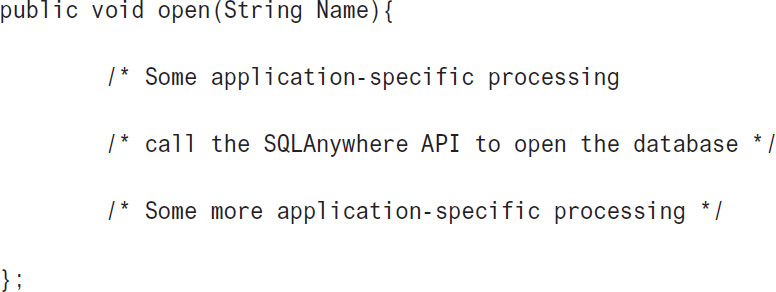 public void open(String Name){
/* Some application-specific processing
/* call the SQLAnywhere API to open the database */
/* Some more application-specific processing */
};